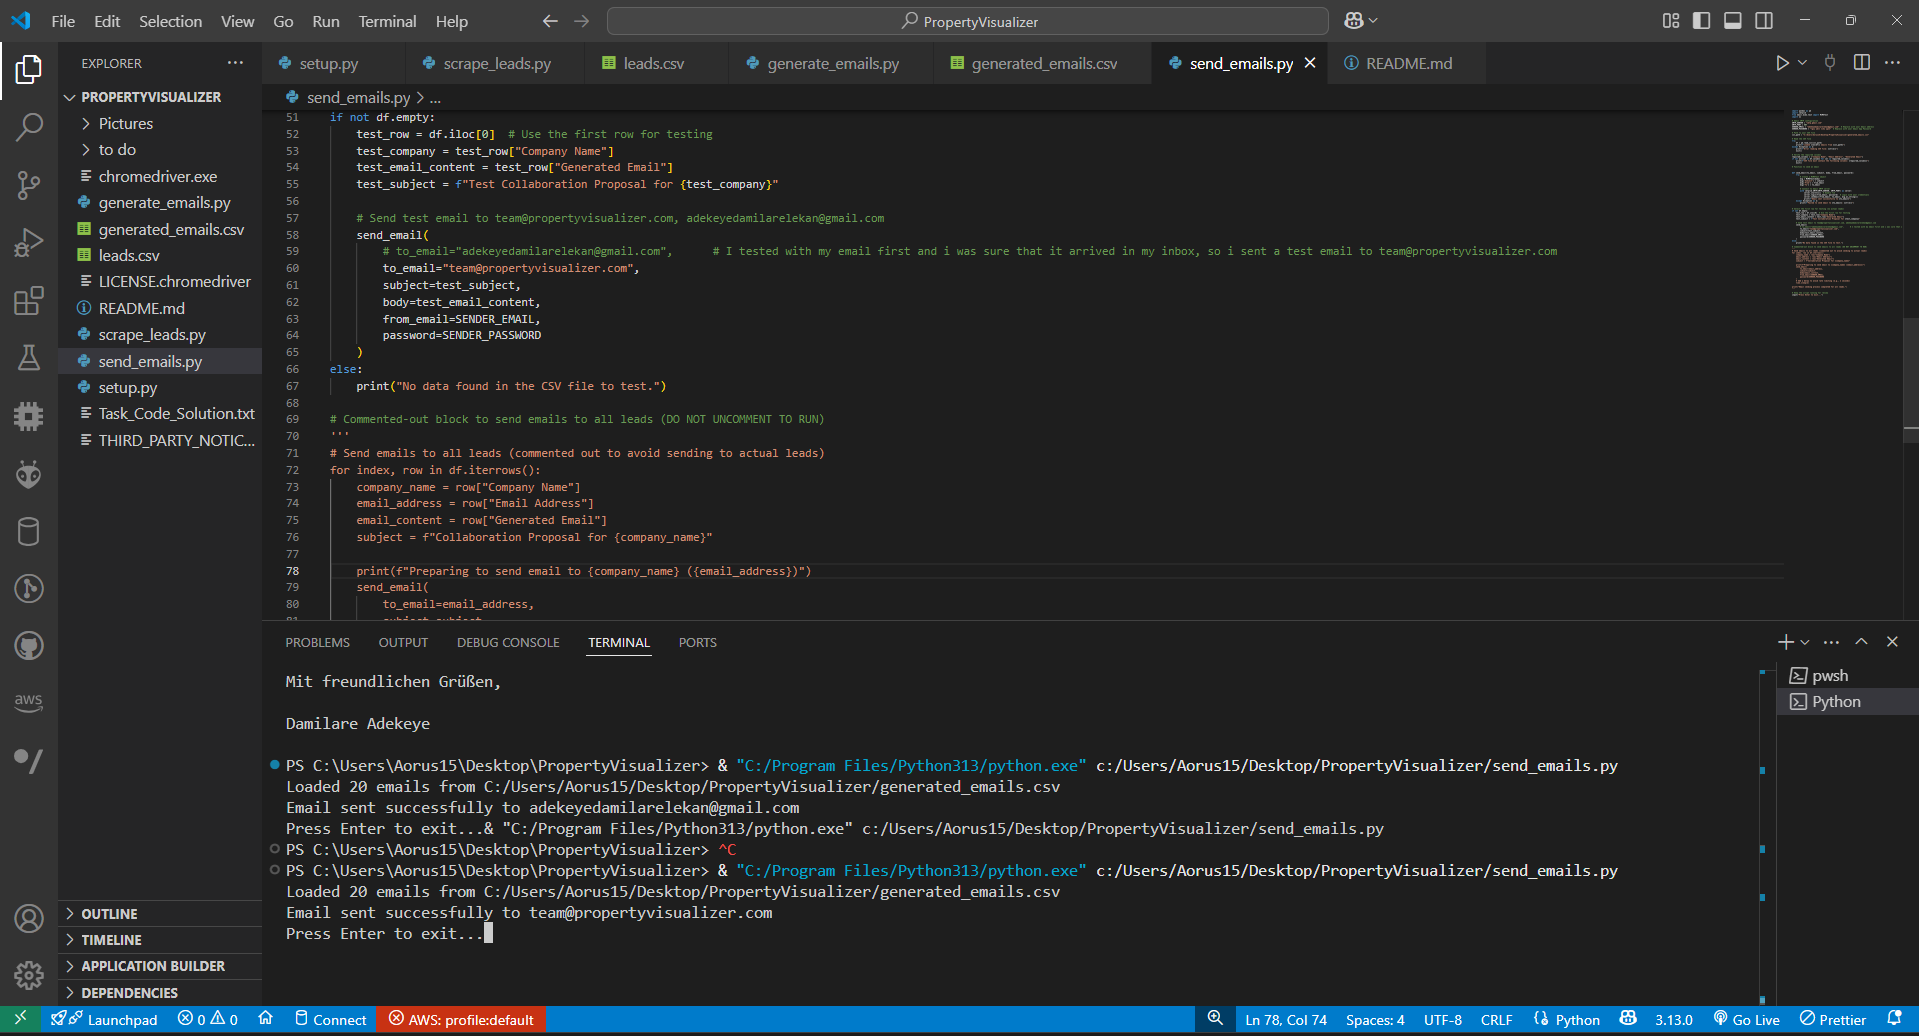 File Edit Selection View Go Run Terminal Help PropertyVisualizer
EXPLORER
PROPERTYVISUALIZER
Pictures
to do
chromedriver.exe
generate_emails.py
generated_emails.csv
leads.csv
LICENSE.chromedriver
README.md
scrape_leads.py
send_emails.py
setup.py
Task_Code_Solution.txt
THIRD_PARTY_NOTIC...
OUTLINE
TIMELINE
APPLICATION BUILDER
DEPENDENCIES
aws
setup.py scrape_leads.py leads.csv generate_emails.py generated_emails.csv send_emails.py README.md
send_emails.py > ...
51 if not df.empty:
52 test_row = df.iloc[0] # Use the first row for testing
53 test_company = test_row["Company Name"]
54 test_email_content = test_row["Generated Email"]
55 test_subject = f"Test Collaboration Proposal for {test_company}"
56
57 # Send test email to team@propertyvisualizer.com, adekeyedamilarelekan@gmail.com
58 send_email(
59 # to_email="adekeyedamilarelekan@gmail.com", # I tested with my email first and i was sure that it arrived in my inbox, so i sent a test email to team@propertyvisualizer.com
60 to_email="team@propertyvisualizer.com",
61 subject=test_subject,
62 body=test_email_content,
63 from_email=SENDER_EMAIL,
64 password=SENDER_PASSWORD
65 )
66 else:
67 print("No data found in the CSV file to test.")
68
69 # Commented-out block to send emails to all leads (DO NOT UNCOMMENT TO RUN)
70 '''
71 # Send emails to all leads (commented out to avoid sending to actual leads)
72 for index, row in df.iterrows():
73 company_name = row["Company Name"]
74 email_address = row["Email Address"]
75 email_content = row["Generated Email"]
76 subject = f"Collaboration Proposal for {company_name}"
77
78 print(f"Preparing to send email to {company_name} ({email_address})")
79 send_email(
80 to_email=email_address,
PROBLEMS OUTPUT DEBUG CONSOLE TERMINAL PORTS
pwsh
Python
Mit freundlichen Grüßen,
Damilare Adekeye
PS C:\Users\Aorus15\Desktop\PropertyVisualizer> & "C:/Program Files/Python313/python.exe" c:/Users/Aorus15/Desktop/PropertyVisualizer/send_emails.py
Loaded 20 emails from C:/Users/Aorus15/Desktop/PropertyVisualizer/generated_emails.csv
Email sent successfully to adekeyedamilarelekan@gmail.com
Press Enter to exit...& "C:/Program Files/Python313/python.exe" c:/Users/Aorus15/Desktop/PropertyVisualizer/send_emails.py
PS C:\Users\Aorus15\Desktop\PropertyVisualizer> ^C
PS C:\Users\Aorus15\Desktop\PropertyVisualizer> & "C:/Program Files/Python313/python.exe" c:/Users/Aorus15/Desktop/PropertyVisualizer/send_emails.py
Loaded 20 emails from C:/Users/Aorus15/Desktop/PropertyVisualizer/generated_emails.csv
Email sent successfully to team@propertyvisualizer.com
Press Enter to exit...
Launchpad 0 0 Connect AWS: profile:default Ln 78, Col 74 Spaces: 4 UTF-8 CRLF Python 3.13.0 Go Live Prettier